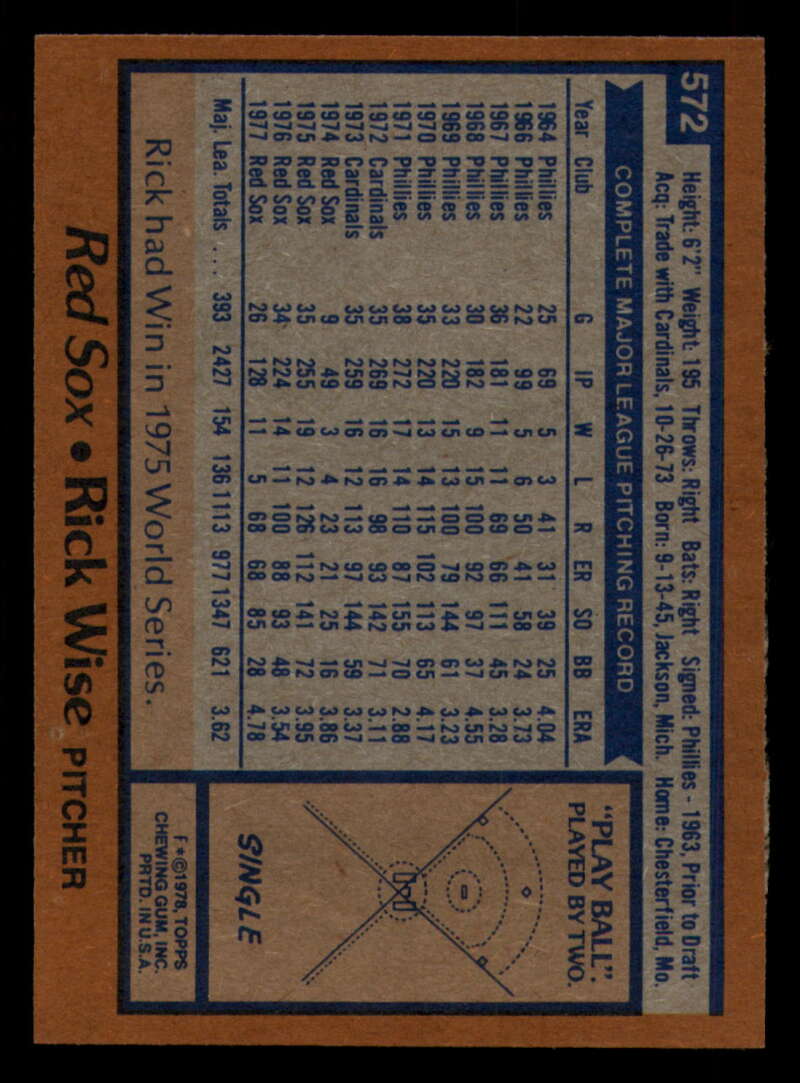 572
Height: 6'2" Weight: 195 Throws: Right Bats: Right Signed: Phillies - 1963, Prior to Draft
Acq: Trade with Cardinals, 10-26-73 Born: 9-13-45, Jackson, Mich. Home: Chesterfield, Mo.
COMPLETE MAJOR LEAGUE PITCHING RECORD
Year Club G IP W L R ER SO BB ERA
1964 Phillies 25 69 5 3 41 31 39 25 4.04
1966 Phillies 22 99 5 6 50 41 58 24 3.73
1967 Phillies 36 181 11 11 69 66 111 45 3.28
1968 Phillies 30 182 9 15 100 92 97 37 4.55
1969 Phillies 33 220 15 13 100 79 144 61 3.23
1970 Phillies 35 220 13 14 115 102 113 65 4.17
1971 Phillies 38 272 17 14 110 87 155 70 2.88
1972 Cardinals 35 269 16 16 98 93 142 71 3.11
1973 Cardinals 35 259 16 12 113 97 144 59 3.37
1974 Red Sox 9 49 3 4 23 21 25 16 3.86
1975 Red Sox 35 255 19 12 126 112 141 72 3.95
1976 Red Sox 34 224 14 11 100 88 93 48 3.54
1977 Red Sox 26 128 11 5 68 68 85 28 4.78
Maj. Lea. Totals .... 393 2427 154 136 1113 977 1347 621 3.62
Rick had Win in 1975 World Series.
"PLAY BALL":
PLAYED BY TWO.
SINGLE
f*©1978, TOPPS
CHEWING GUM, INC.
PRTD. IN U.S.A.
Red Sox • Rick Wise PITCHER